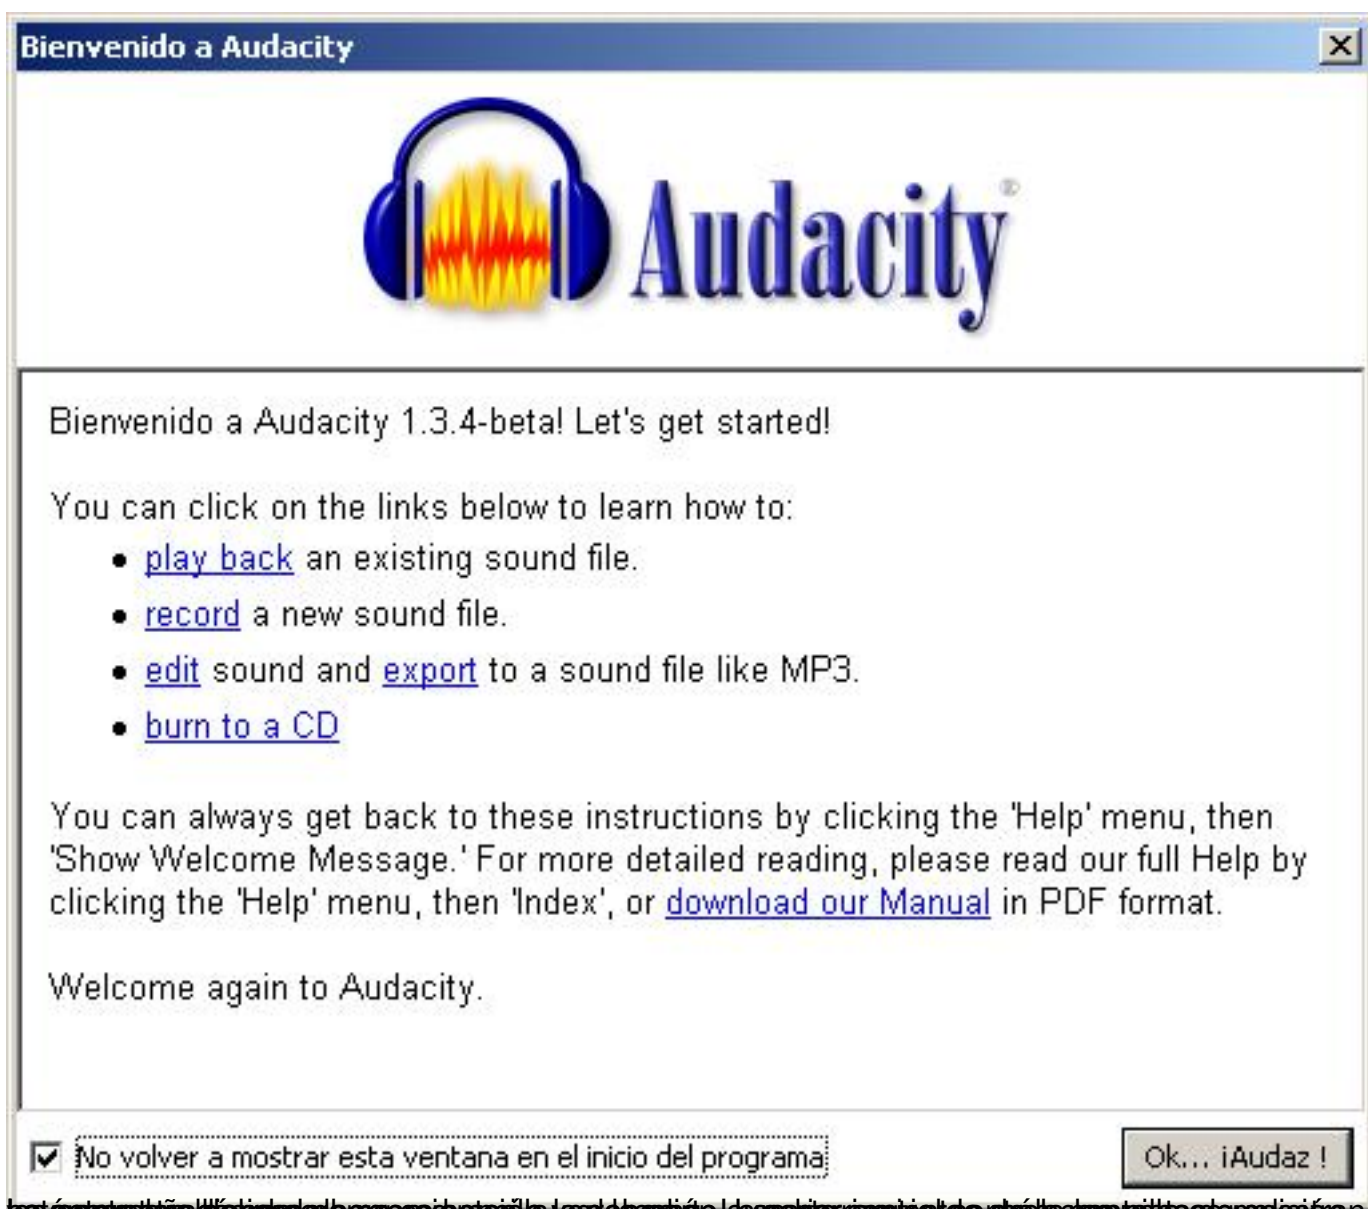 Bienvenido a Audacity
Audacity®
Bienvenido a Audacity 1.3.4-beta! Let's get started!
You can click on the links below to learn how to:
• play back an existing sound file.
• record a new sound file.
• edit sound and export to a sound file like MP3.
• burn to a CD
You can always get back to these instructions by clicking the 'Help' menu, then
'Show Welcome Message.' For more detailed reading, please read our full Help by
clicking the 'Help' menu, then 'Index', or download our Manual in PDF format.
Welcome again to Audacity.
No volver a mostrar esta ventana en el inicio del programa
Ok... ¡Audaz !